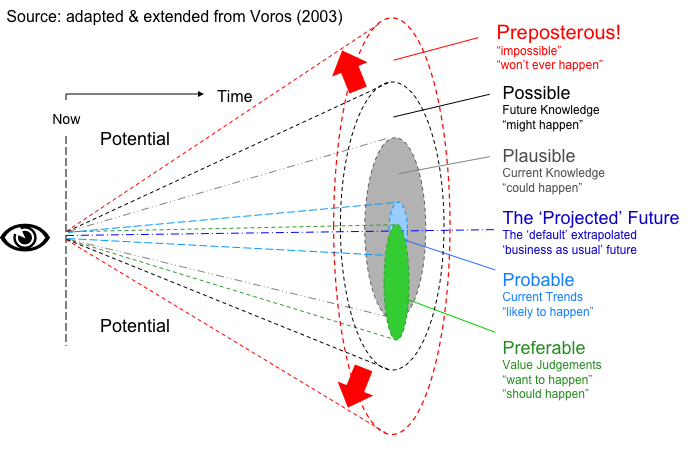 Source: adapted & extended from Voros (2003)
Preposterous!
“impossible”
“won’t ever happen”
Time
Now
Potential
Possible
Future Knowledge
“might happen”
Plausible
Current Knowledge
“could happen”
The ‘Projected’ Future
The ‘default’ extrapolated
‘business as usual’ future
Probable
Current Trends
“likely to happen”
Potential
Preferable
Value Judgements
“want to happen”
“should happen”